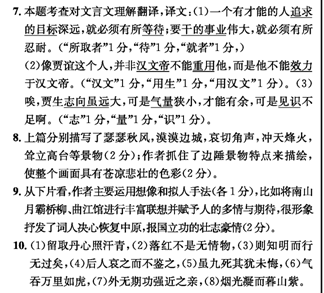 7. 本题考查对文言文理解翻译,译文:(1)一个有才能的人追求
的目标深远,就必须有所等待;要干的事业伟大,就必须有所
忍耐。(“所取者”1分,“待”1分,“就者”1分,)
(2)像贾谊这个人,并非汉文帝不能重用他,而是他不能效力
于汉文帝。(“汉文”1分,“用生”1分,“用汉文”1分)。(3)
唉,贾生志向虽远大,可是气量狭小,才能有余,可是见识不
足啊。(“志”1分,“量”1分,“识”1分)。
8. 上篇分别描写了瑟瑟秋风,漠漠边城,哀切角声,冲天烽火,
耸立高台等景物(2分);作者抓住了边陲景物特点来描绘,
使整个画面具有苍凉悲壮的色彩(2分)。
9. 从下片看,作者主要运用想像和拟人手法(各1分),比如将南山
月霸桥柳、曲江馆进行丰富联想并赋予人的多情与期待,很形象
抒发了词人决心恢复中原,报国立功的壮志豪情(2分)
10. (1)留取丹心照汗青,(2)落红不是无情物,(3)则知明而行
无过矣,(4)后人哀之而不鉴之,(5)虽九死其犹未悔,(6)气
吞万里如虎,(7)外无期功强近之亲,(8)烟光凝而暮山紫。